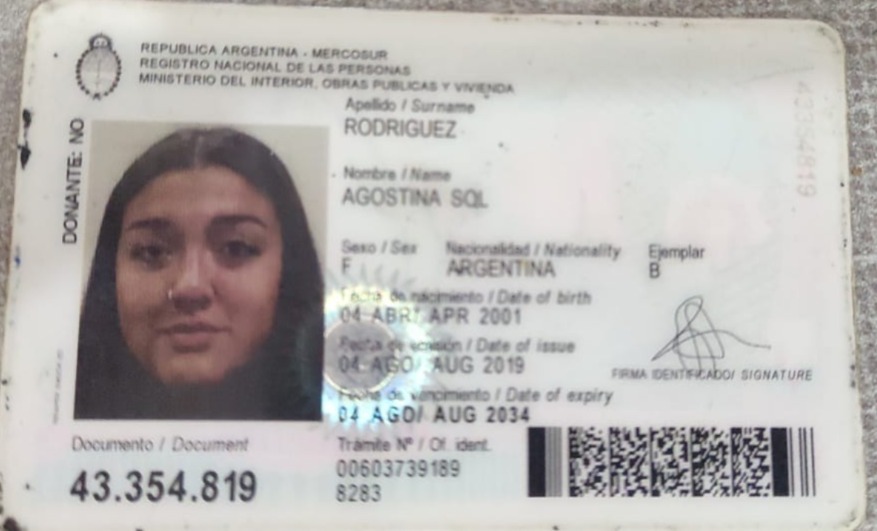 REPUBLICA ARGENTINA - MERCOSUR
REGISTRO NACIONAL DE LAS PERSONAS
MINISTERIO DEL INTERIOR, OBRAS PUBLICAS Y VIVIENDA
DONANTE: NO
Apellido / Surname
RODRIGUEZ
Nombre / Name
AGOSTINA SOL
Sexo / Sex Nacionalidad / Nationality Ejemplar
F ARGENTINA B
Fecha de nacimiento / Date of birth
04 ABR/ APR 2001
Fecha de emisión / Date of issue
04 AGO/ AUG 2019
FIRMA IDENTIFICADO/ SIGNATURE
Fecha de vencimiento / Date of expiry
04 AGO/ AUG 2034
Documento / Document
43.354.819
Trámite Nº / Of. ident.
00603739189
8283
43354819